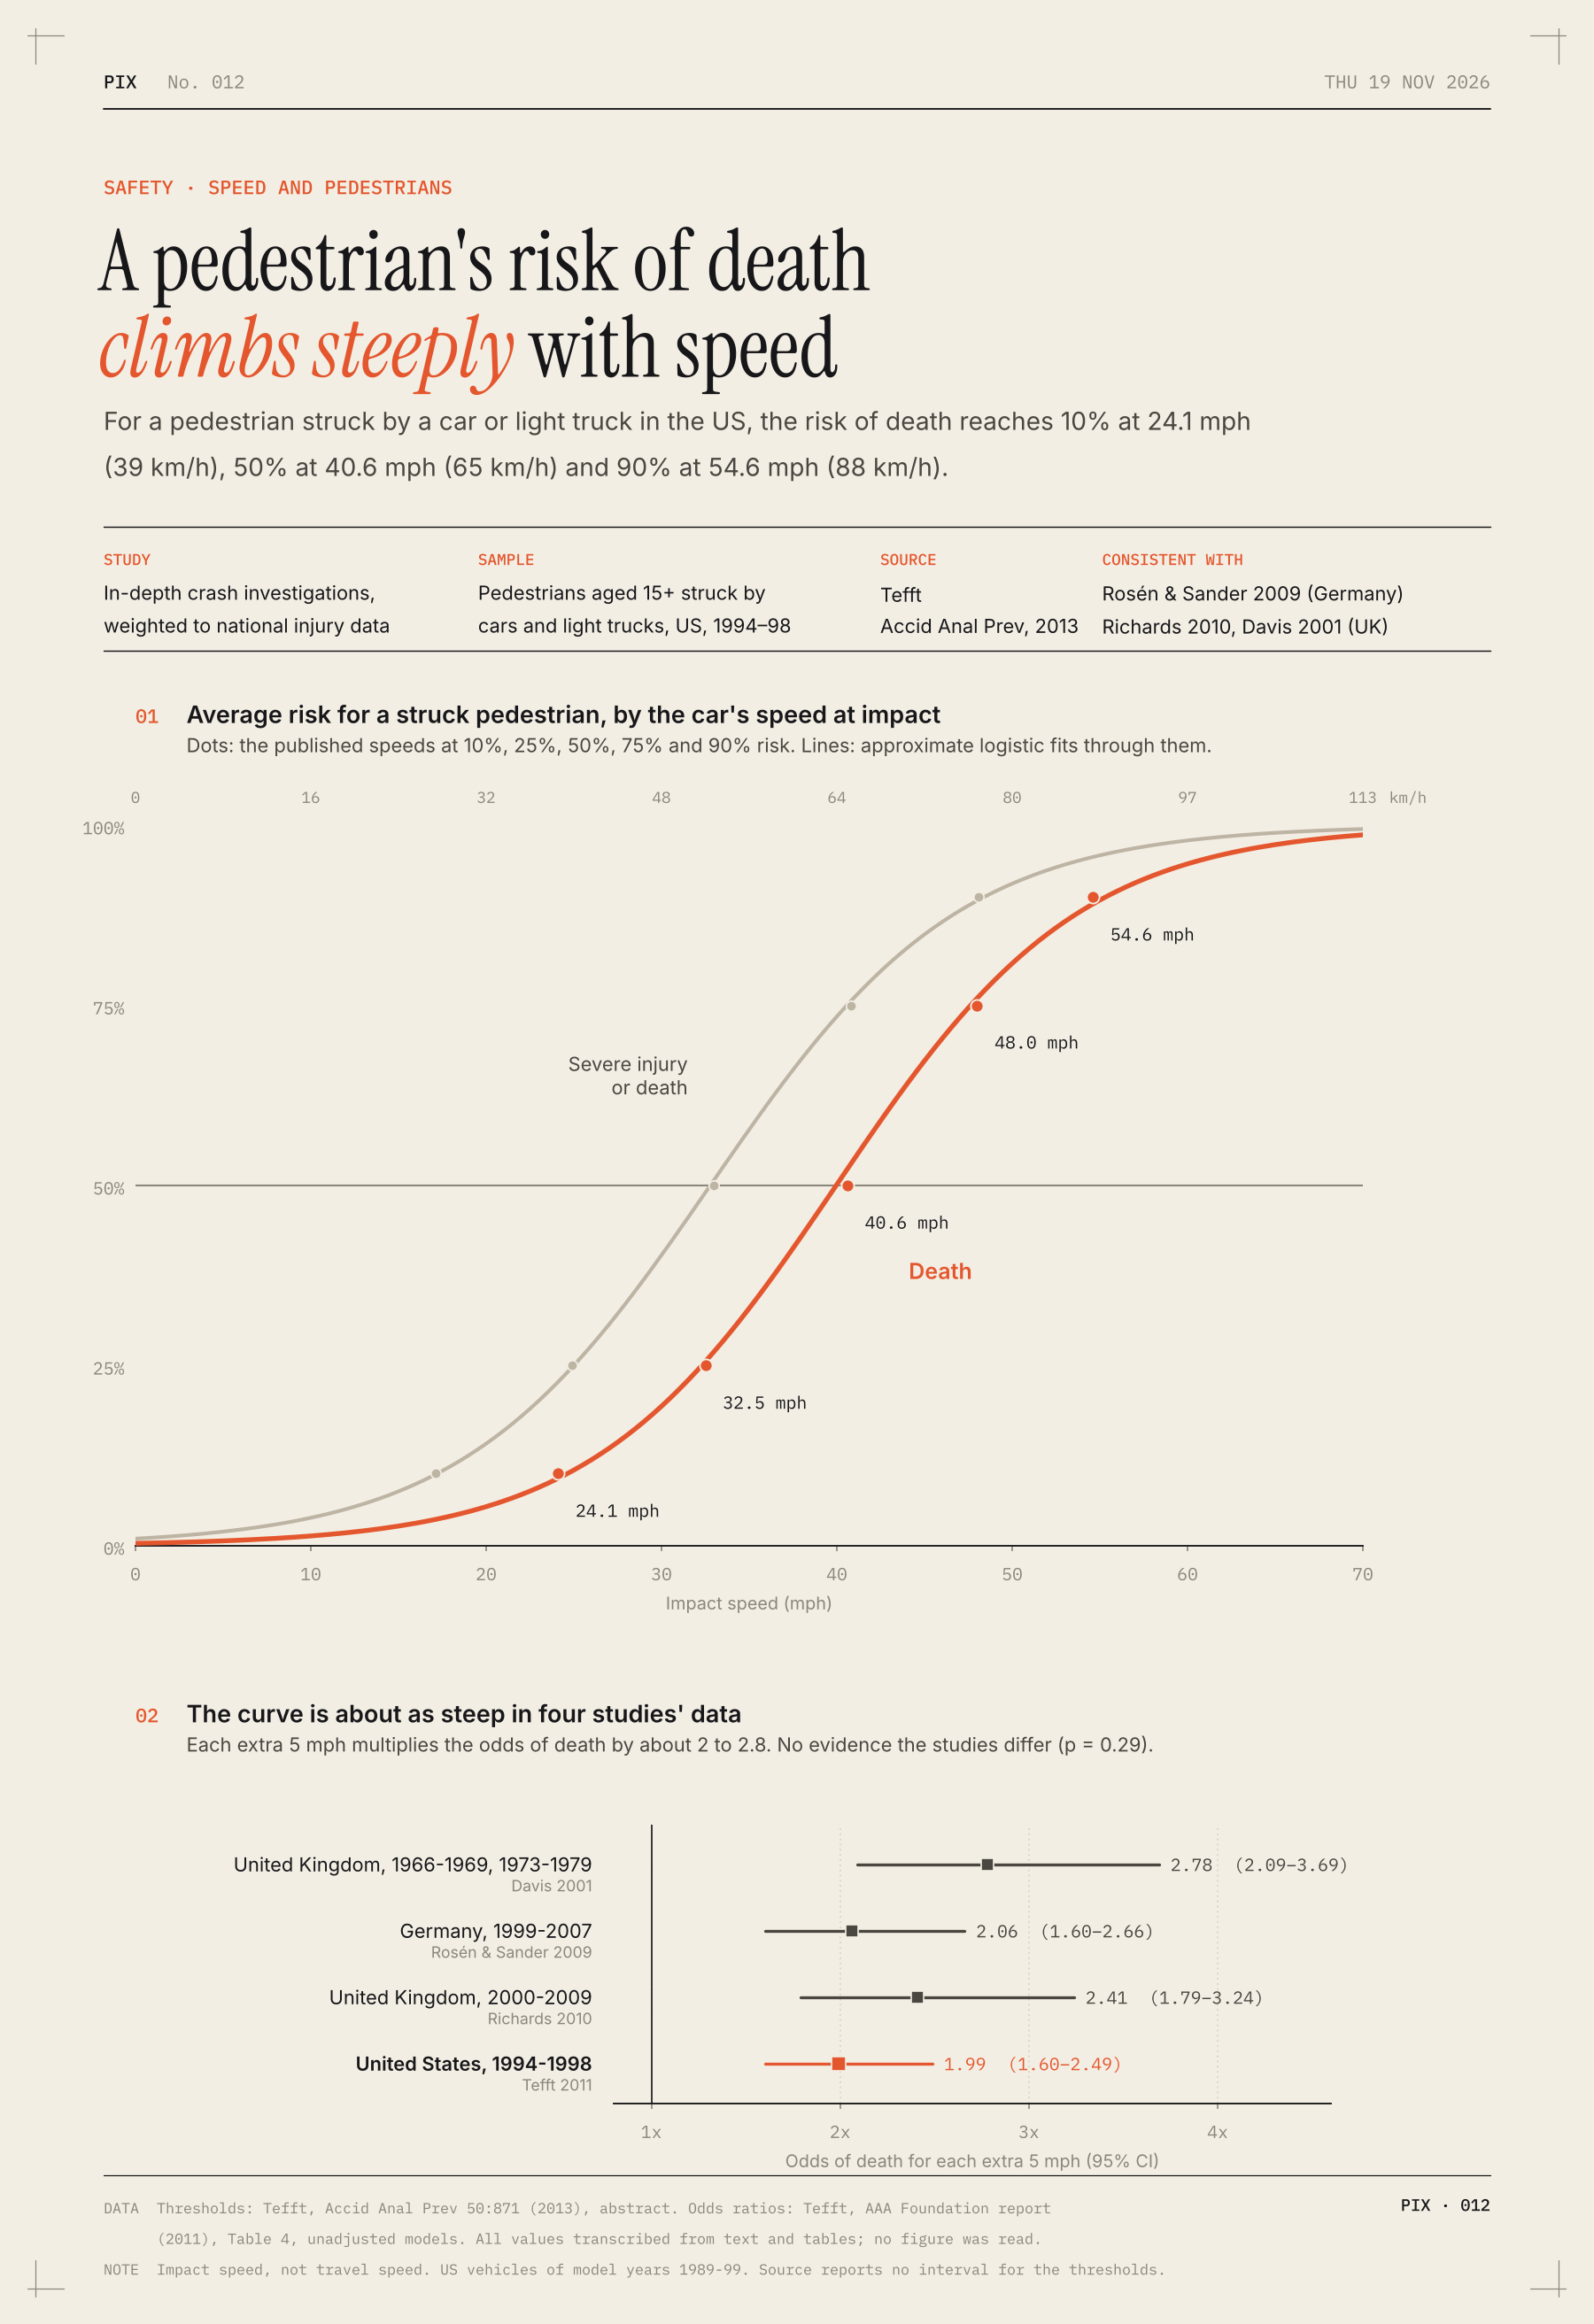 PIX No. 012
THU 19 NOV 2026
SAFETY · SPEED AND PEDESTRIANS
A pedestrian's risk of death
climbs steeply with speed
For a pedestrian struck by a car or light truck in the US, the risk of death reaches 10% at 24.1 mph
(39 km/h), 50% at 40.6 mph (65 km/h) and 90% at 54.6 mph (88 km/h).
STUDY
In-depth crash investigations,
weighted to national injury data
SAMPLE
Pedestrians aged 15+ struck by
cars and light trucks, US, 1994–98
SOURCE
Tefft
Accid Anal Prev, 2013
CONSISTENT WITH
Rosén & Sander 2009 (Germany)
Richards 2010, Davis 2001 (UK)
01 Average risk for a struck pedestrian, by the car's speed at impact
Dots: the published speeds at 10%, 25%, 50%, 75% and 90% risk. Lines: approximate logistic fits through them.
0 16 32 48 64 80 97 113 km/h
100%
54.6 mph
75%
48.0 mph
Severe injury
or death
50%
40.6 mph
Death
25%
32.5 mph
24.1 mph
0%
0 10 20 30 40 50 60 70
Impact speed (mph)
02 The curve is about as steep in four studies' data
Each extra 5 mph multiplies the odds of death by about 2 to 2.8. No evidence the studies differ (p = 0.29).
United Kingdom, 1966-1969, 1973-1979 2.78 (2.09–3.69)
Davis 2001
Germany, 1999-2007 2.06 (1.60–2.66)
Rosén & Sander 2009
United Kingdom, 2000-2009 2.41 (1.79–3.24)
Richards 2010
United States, 1994-1998 1.99 (1.60–2.49)
Tefft 2011
1x 2x 3x 4x
Odds of death for each extra 5 mph (95% CI)
DATA Thresholds: Tefft, Accid Anal Prev 50:871 (2013), abstract. Odds ratios: Tefft, AAA Foundation report
(2011), Table 4, unadjusted models. All values transcribed from text and tables; no figure was read.
NOTE Impact speed, not travel speed. US vehicles of model years 1989-99. Source reports no interval for the thresholds.
PIX · 012